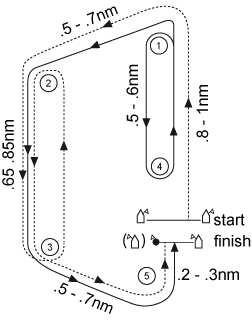 .5 - .7nm
1
2
.5 - .6nm
.8 - 1nm
.65 .85nm
4
start
finish
3
5
.2 - .3nm
.5 - .7nm